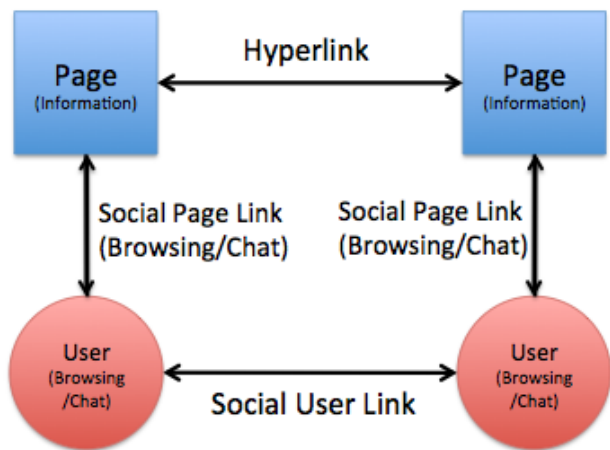 Page
(Information)
Hyperlink
Page
(Information)
Social Page Link
(Browsing/Chat)
Social Page Link
(Browsing/Chat)
User
(Browsing
/Chat)
Social User Link
User
(Browsing
/Chat)